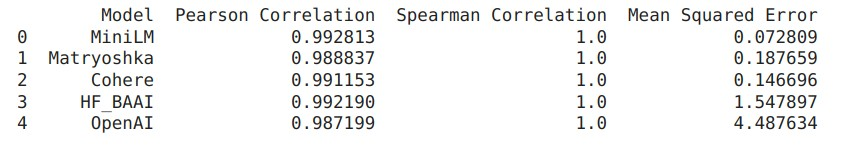 Model Pearson Correlation Spearman Correlation Mean Squared Error
0 MiniLM 0.992813 1.0 0.072809
1 Matryoshka 0.988837 1.0 0.187659
2 Cohere 0.991153 1.0 0.146696
3 HF_BAAI 0.992190 1.0 1.547897
4 OpenAI 0.987199 1.0 4.487634